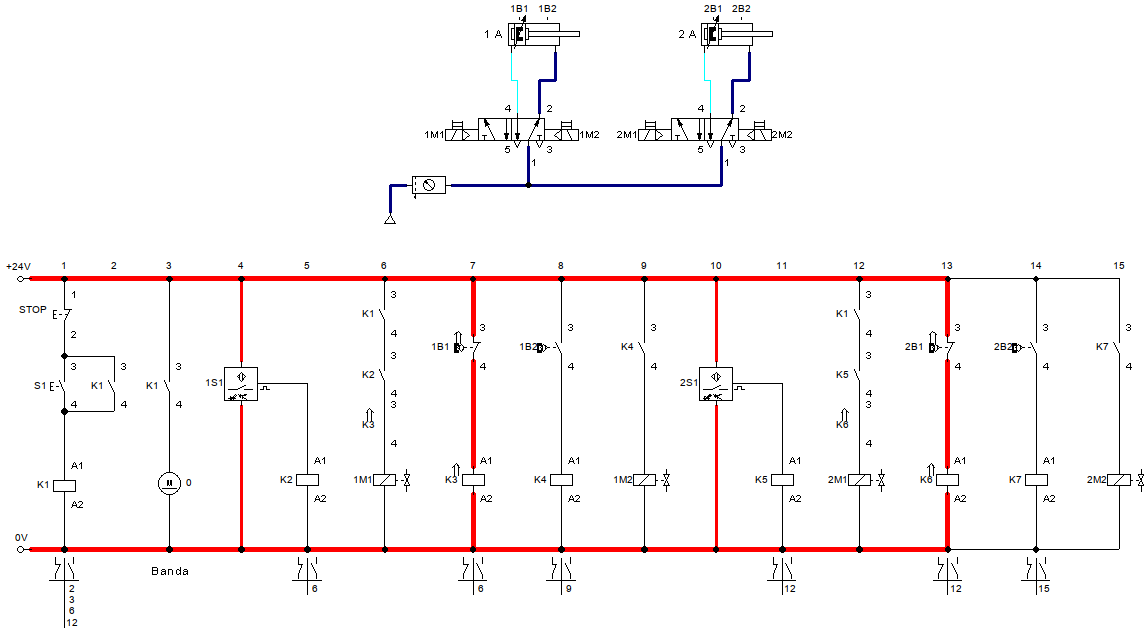 1B1 1B2 2B1 2B2
1 A 2 A
4 2 4 2
1M1 1M2 2M1 2M2
5 3 5 3
1 1
+24V 1 2 3 4 5 6 7 8 9 10 11 12 13 14 15
1 3 3
STOP K1 K1
2 4 3 3 3 4 3 3 3
3 3
1B1 1B2 K4 K5 2B1 2B2 K7
4 4 4 4 4 4
3 3 3 K2
S1 K1 K1 1S1 2S1
4 4 4 4 4
3 3
K3 K6
4 4
A1 A1 A1 A1 A1 A1 A1
K1 M 0 K2 1M1 K3 K4 1M2 K5 2M1 K6 K7 2M2
A2 A2 A2 A2 A2 A2 A2
0V
Banda
2 6 6 9 12 12 15
3
6
12